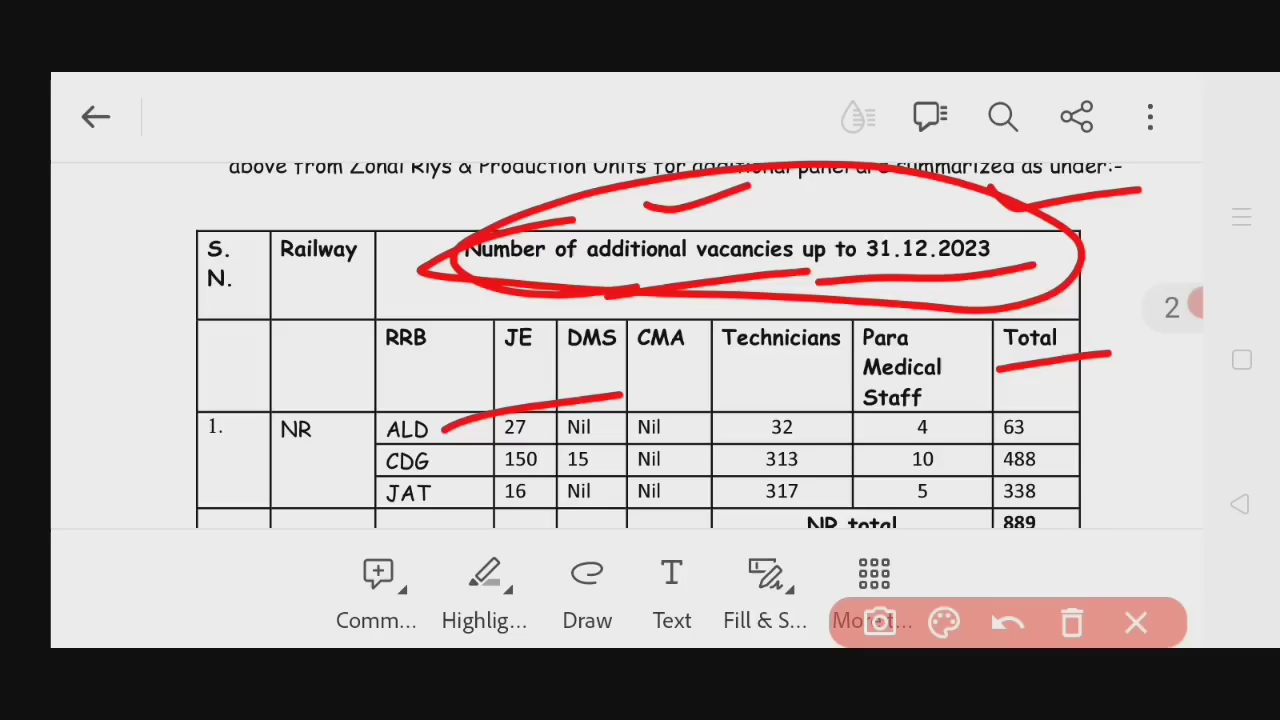 above from Zonal Rlys & Production Units for additional panel are summarized as under:-
S. N. Railway Number of additional vacancies up to 31.12.2023
RRB JE DMS CMA Technicians Para Medical Staff Total
1. NR ALD 27 Nil Nil 32 4 63
CDG 150 15 Nil 313 10 488
JAT 16 Nil Nil 317 5 338
NR total 889
2
Comm... Highlig... Draw Text Fill & S... More t...